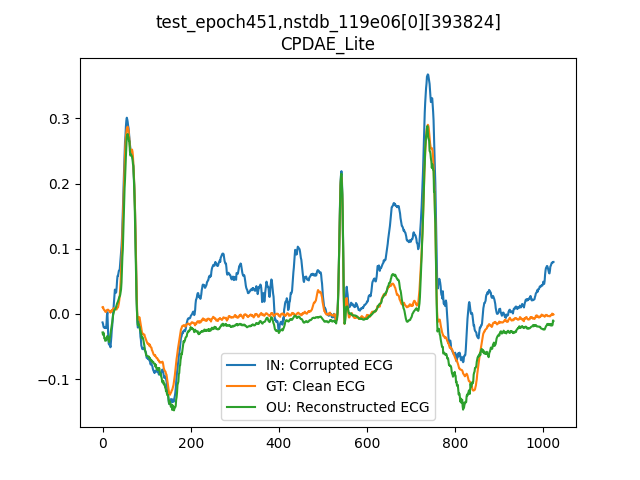 test_epoch451,nstdb_119e06[0][393824]
CPDAE_Lite
0.3
0.2
0.1
0.0
−0.1
0 200 400 600 800 1000
IN: Corrupted ECG
GT: Clean ECG
OU: Reconstructed ECG